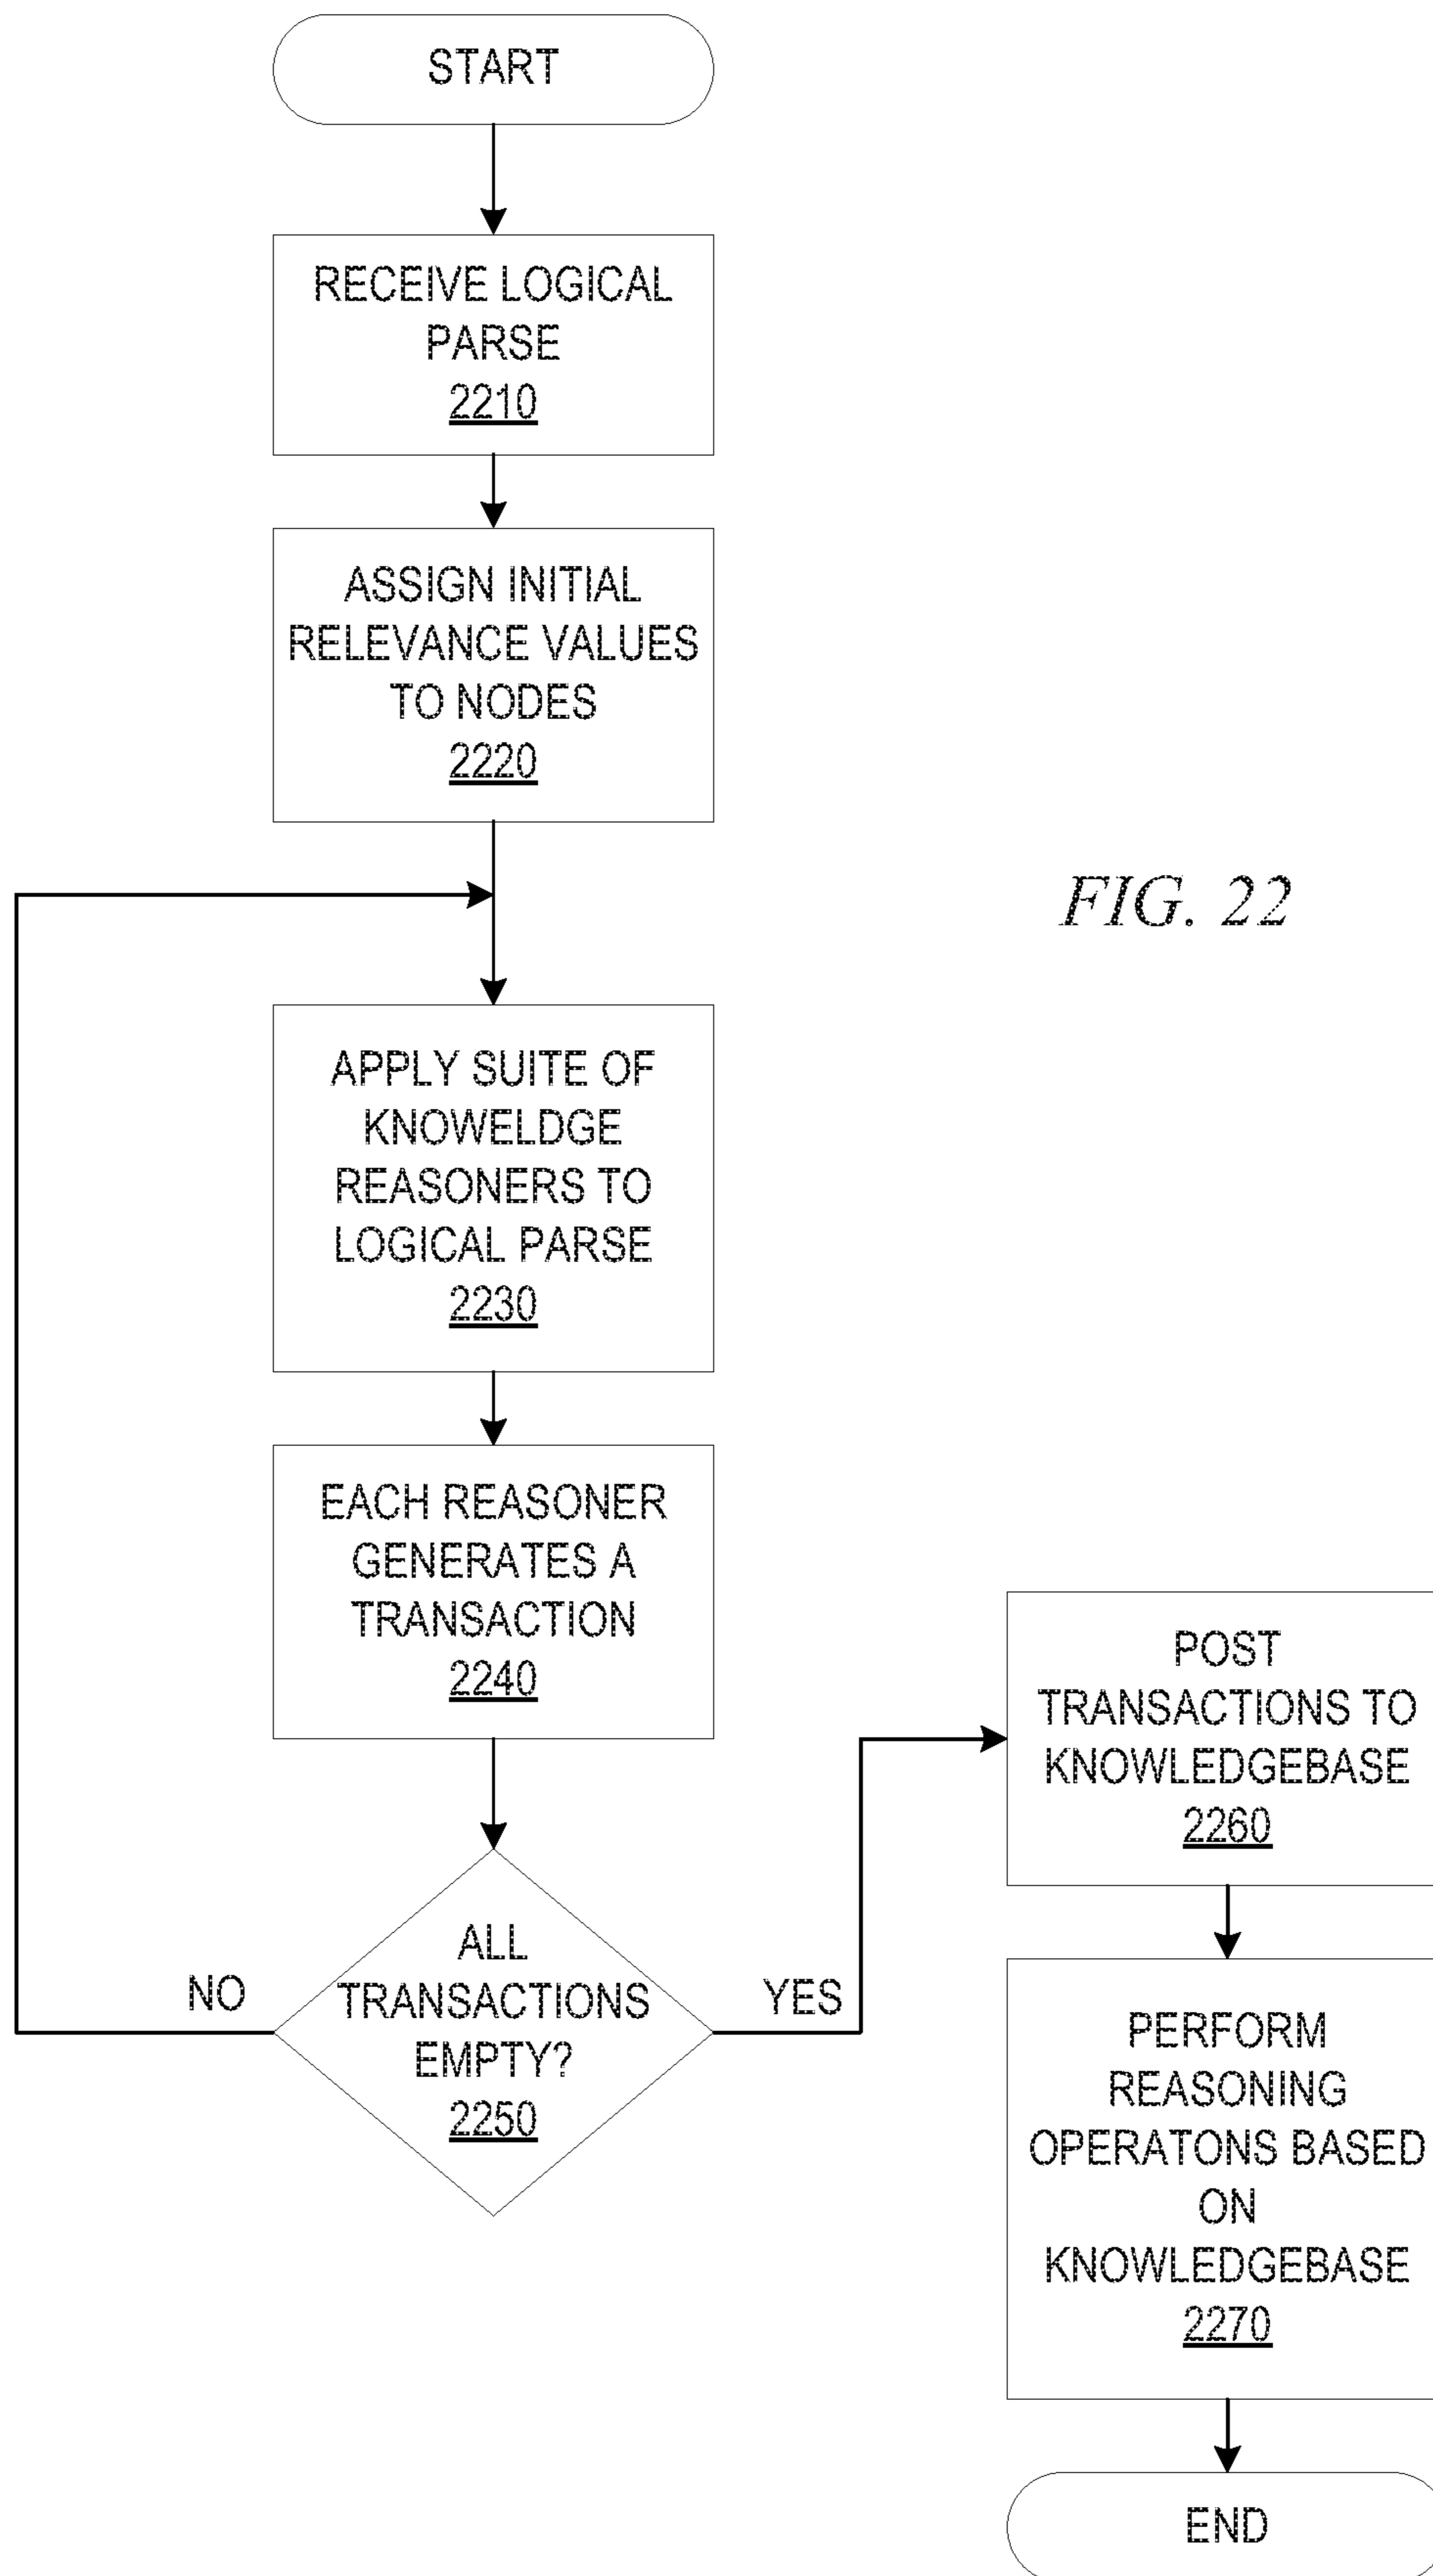 START
RECEIVE LOGICAL
PARSE
2210
ASSIGN INITIAL
RELEVANCE VALUES
TO NODES
2220
FIG. 22
APPLY SUITE OF
KNOWELDGE
REASONERS TO
LOGICAL PARSE
2230
EACH REASONER
GENERATES A
TRANSACTION
2240
ALL
TRANSACTIONS
EMPTY?
2250
NO
YES
POST
TRANSACTIONS TO
KNOWLEDGEBASE
2260
PERFORM
REASONING
OPERATONS BASED
ON
KNOWLEDGEBASE
2270
END